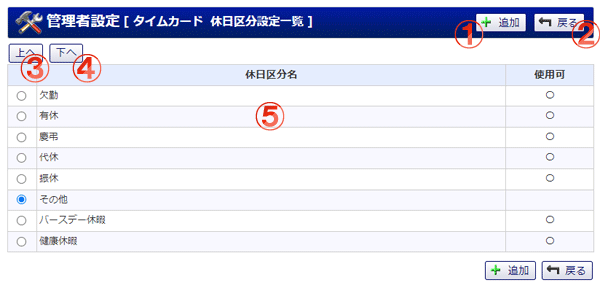 管理者設定 [ タイムカード 休日区分設定一覧 ]
① 追加 戻る ②
上へ 下へ
③ ④
休日区分名 使用可
欠勤 〇
有休 ⑤ 〇
慶弔 〇
代休 〇
振休 〇
その他
バースデー休暇 〇
健康休暇 〇
追加 戻る